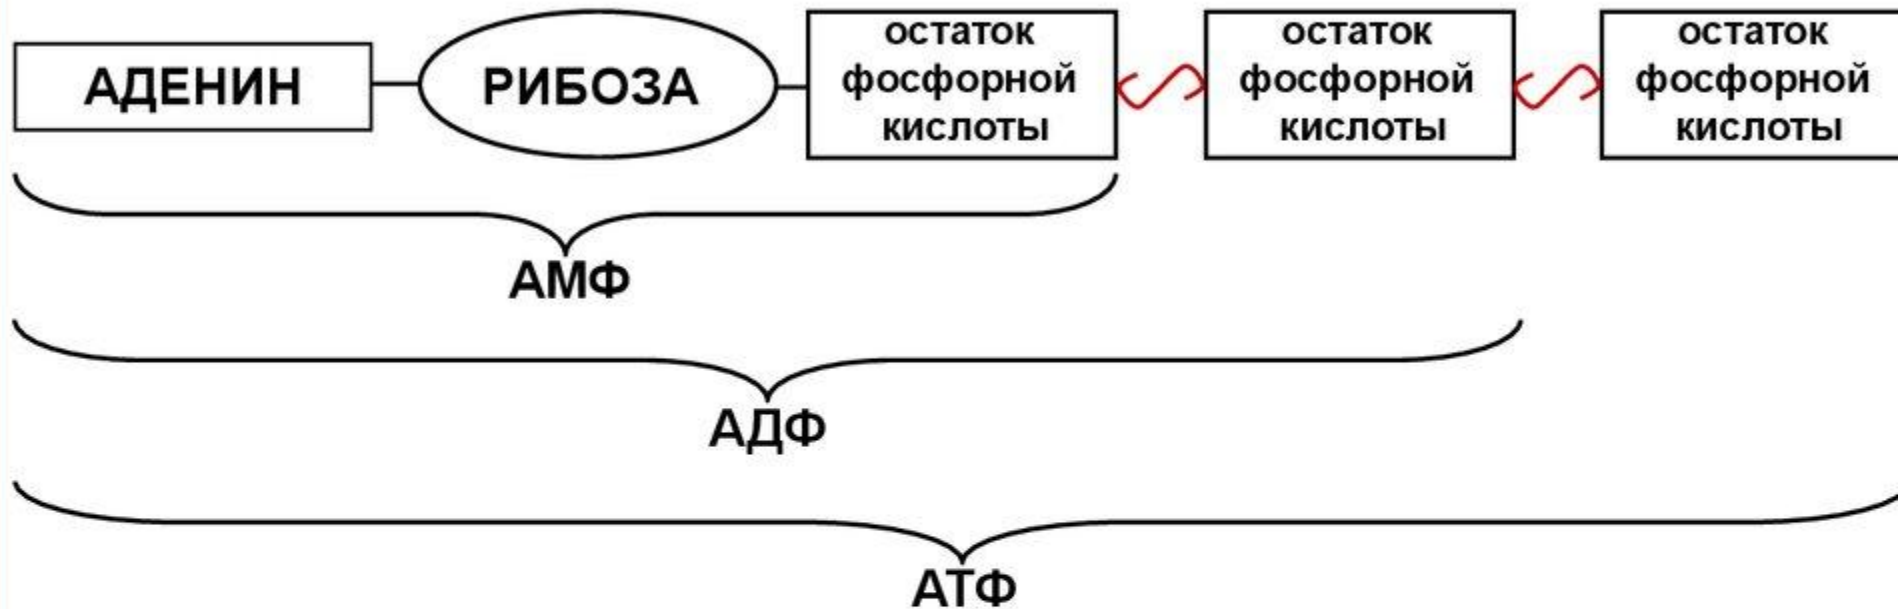 АДЕНИН
РИБОЗА
остаток
фосфорной
кислоты
остаток
фосфорной
кислоты
остаток
фосфорной
кислоты
АМФ
АДФ
АТФ